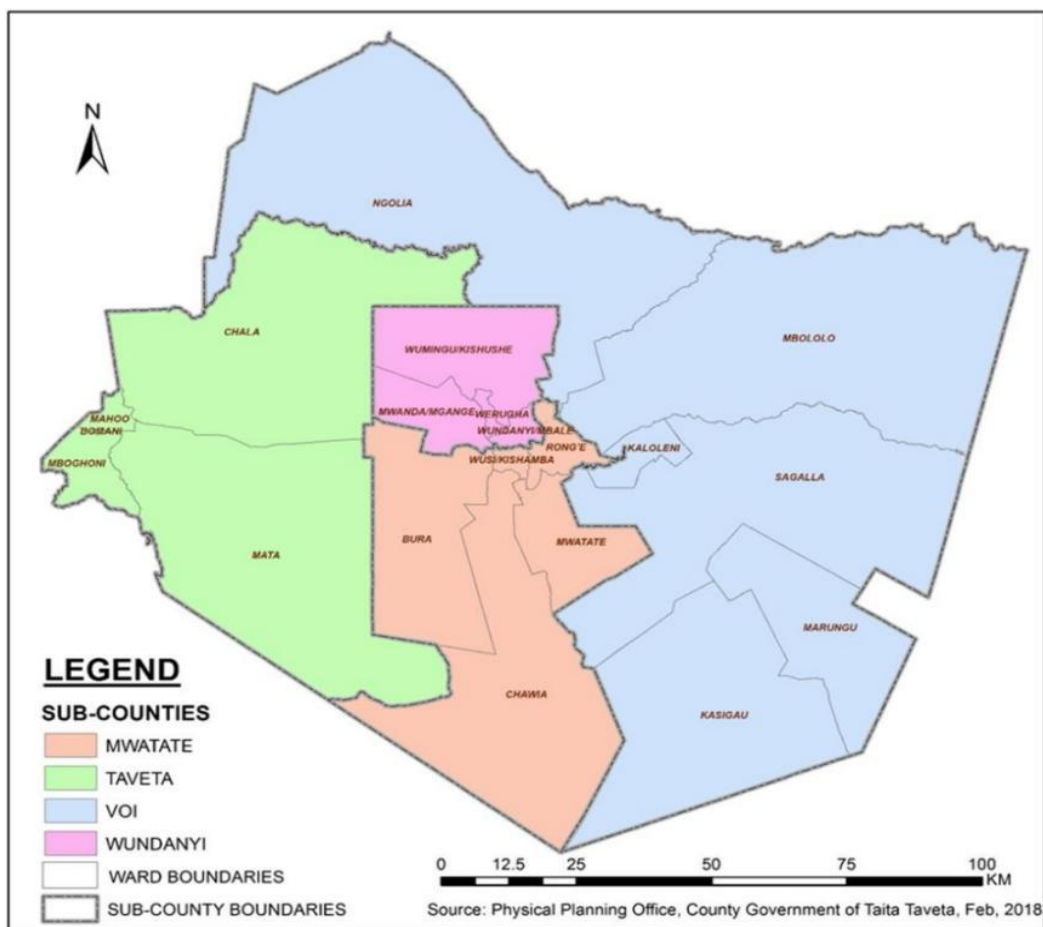 N
NGOLIA
CHALA
MBOLOLO
WUMINGU/KISHUSHE
MWANDA/MGANGE
WERUGHA
MAHOO
BOMANI
WUNDANYI/MBALE
RONG'E
KALOLENI
MBOGHONI
WUSI/KISHAMBA
SAGALLA
BURA
MWATATE
MATA
MARUNGU
CHAWIA
KASIGAU
LEGEND
SUB-COUNTIES
MWATATE
TAVETA
VOI
WUNDANYI
WARD BOUNDARIES
SUB-COUNTY BOUNDARIES
0 12.5 25 50 75 100
KM
Source: Physical Planning Office, County Government of Taita Taveta, Feb, 2018